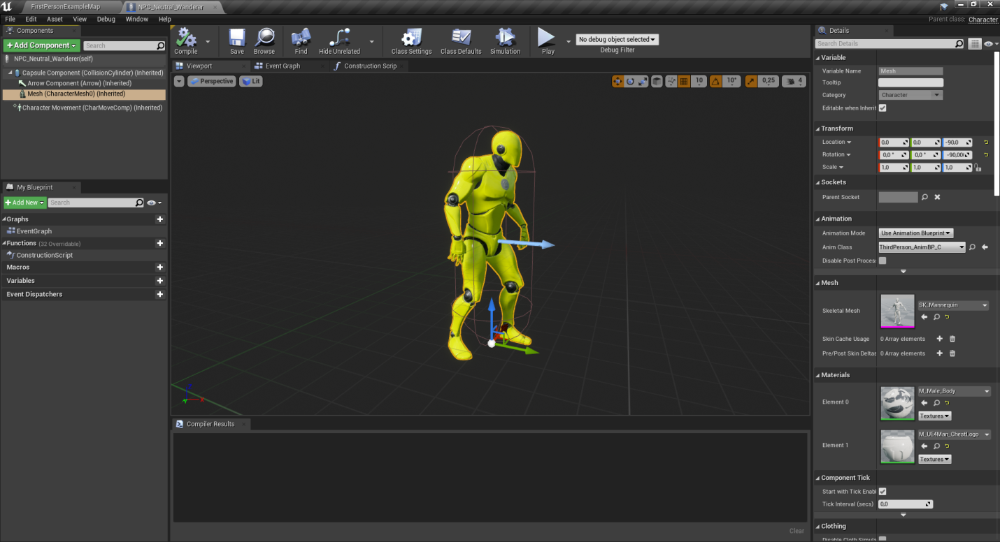 FirstPersonExampleMap
NPC_Neutral_Wanderer
File Edit Asset View Debug Window Help
Parent class: Character
Components
+Add Component
Search
NPC_Neutral_Wanderer(self)
Capsule Component (CollisionCylinder) (Inherited)
Arrow Component (Arrow) (Inherited)
Mesh (CharacterMesh0) (Inherited)
Character Movement (CharMoveComp) (Inherited)
My Blueprint
+Add New
Search
Graphs
EventGraph
Functions (32 Overridable)
ConstructionScript
Macros
Variables
Event Dispatchers
Compile
Save
Browse
Find
Hide Unrelated
Class Settings
Class Defaults
Simulation
Play
No debug object selected
Debug Filter
Viewport
Event Graph
Construction Scrip
Perspective
Lit
10
10°
0,25
4
Z
X
Y
Compiler Results
Clear
Details
Search Details
Variable
Variable Name Mesh
Tooltip
Category Character
Editable when Inherit
Transform
Location 0,0 0,0 -90,0
Rotation 0,0 ° 0,0 ° -90,00
Scale 1,0 1,0 1,0
Sockets
Parent Socket
Animation
Animation Mode Use Animation Blueprint
Anim Class ThirdPerson_AnimBP_C
Disable Post Proces
Mesh
Skeletal Mesh SK_Mannequin
Skin Cache Usage 0 Array elements
Pre/Post Skin Deltas 0 Array elements
Materials
Element 0 M_Male_Body
Textures
Element 1 M_UE4Man_ChestLogo
Textures
Component Tick
Start with Tick Enabl
Tick Interval (secs) 0,0
Clothing
Disable Cloth Simula